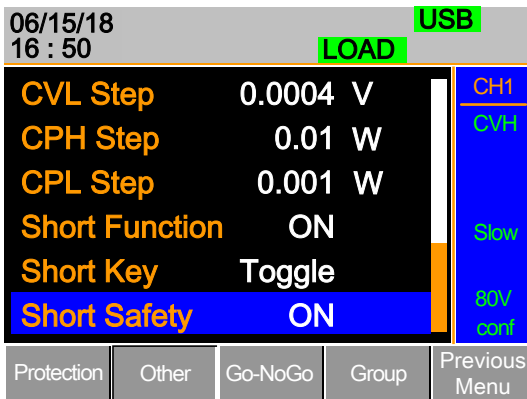 06/15/18 USB
16 : 50 LOAD
CVL Step 0.0004 V
CPH Step 0.01 W
CPL Step 0.001 W
Short Function ON
Short Key Toggle
Short Safety ON
CH1
CVH
Slow
80V
conf
Protection Other Go-NoGo Group Previous
Menu